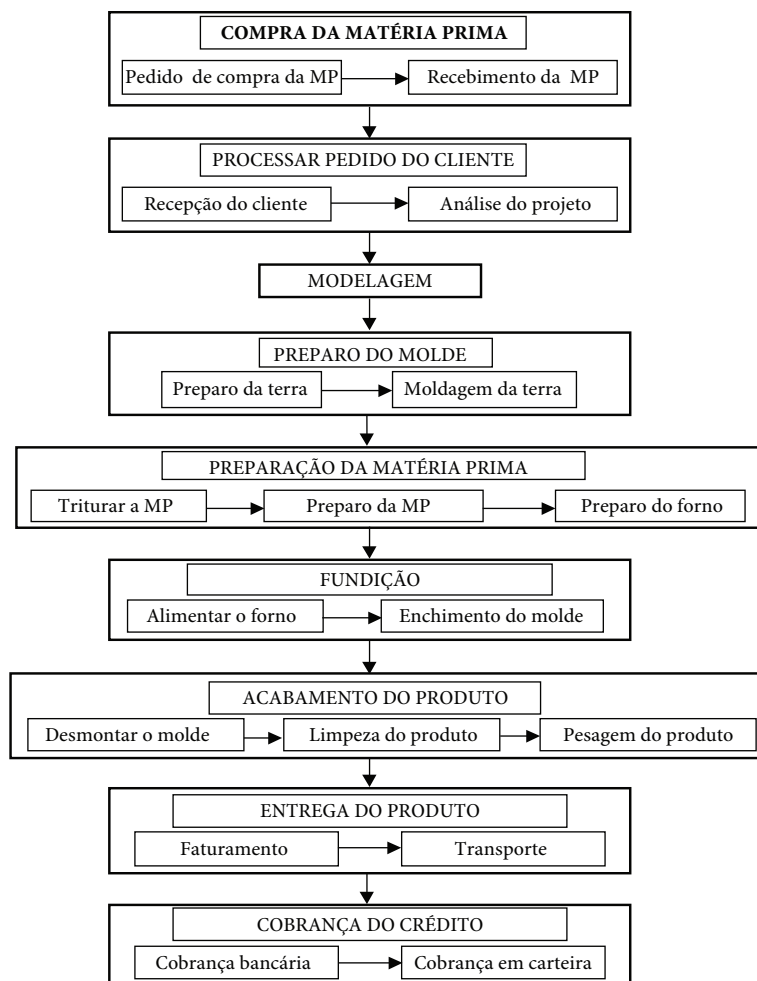 COMPRA DA MATÉRIA PRIMA
Pedido de compra da MP
Recebimento da MP
PROCESSAR PEDIDO DO CLIENTE
Recepção do cliente
Análise do projeto
MODELAGEM
PREPARO DO MOLDE
Preparo da terra
Moldagem da terra
PREPARAÇÃO DA MATÉRIA PRIMA
Triturar a MP
Preparo da MP
Preparo do forno
FUNDIÇÃO
Alimentar o forno
Enchimento do molde
ACABAMENTO DO PRODUTO
Desmontar o molde
Limpeza do produto
Pesagem do produto
ENTREGA DO PRODUTO
Faturamento
Transporte
COBRANÇA DO CRÉDITO
Cobrança bancária
Cobrança em carteira